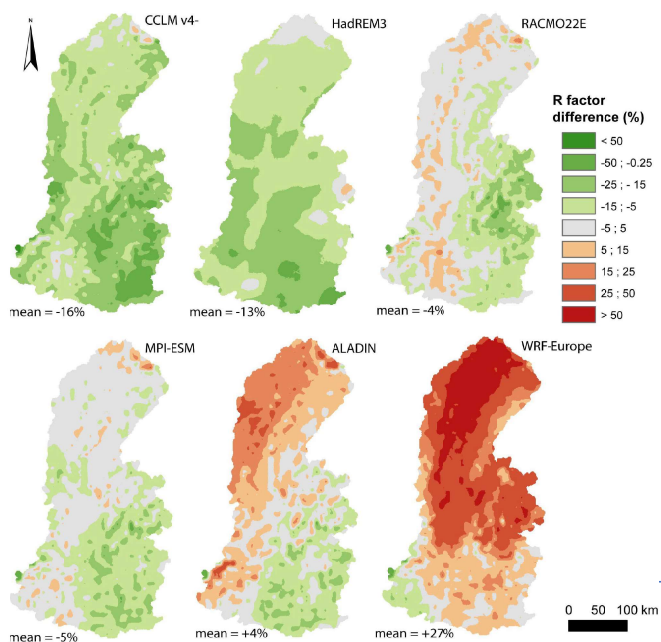 CCLM v4-
HadREM3
RACMO22E
N
R factor
difference (%)
< 50
-50 ; -0.25
-25 ; - 15
-15 ; -5
-5 ; 5
5 ; 15
15 ; 25
25 ; 50
> 50
mean = -16%
mean = -13%
mean = -4%
MPI-ESM
ALADIN
WRF-Europe
mean = -5%
mean = +4%
mean = +27%
0 50 100 km